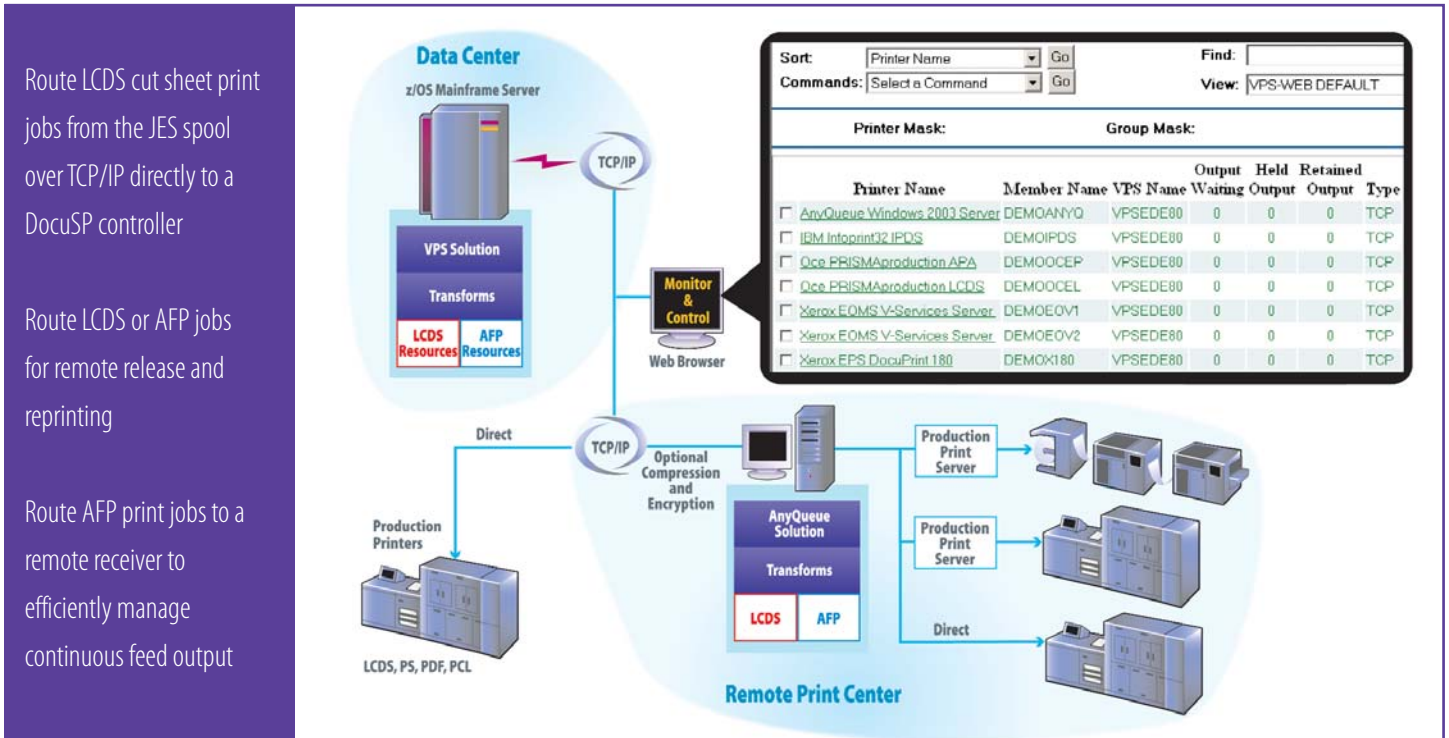 Route LCDS cut sheet print
jobs from the JES spool
over TCP/IP directly to a
DocuSP controller
Route LCDS or AFP jobs
for remote release and
reprinting
Route AFP print jobs to a
remote receiver to
efficiently manage
continuous feed output
Data Center
z/OS Mainframe Server
TCP/IP
VPS Solution
Transforms
LCDS Resources
AFP Resources
Monitor
&
Control
Web Browser
Sort: Printer Name Go Find:
Commands: Select a Command Go View: VPS-WEB DEFAULT
Printer Mask: Group Mask:
Output Held Retained
Printer Name Member Name VPS Name Waiting Output Output Type
AnyQueue Windows 2003 Server DEMOANYQ VPSEDE80 0 0 0 TCP
IBM Infoprint32 IPDS DEMOIPDS VPSEDE80 0 0 0 TCP
Oce PRISMAproduction APA DEMOOCEP VPSEDE80 0 0 0 TCP
Oce PRISMAproduction LCDS DEMOOCEL VPSEDE80 0 0 0 TCP
Xerox EOMS V-Services Server DEMOEOV1 VPSEDE80 0 0 0 TCP
Xerox EOMS V-Services Server DEMOEOV2 VPSEDE80 0 0 0 TCP
Xerox EPS DocuPrint 180 DEMOX180 VPSEDE80 0 0 0 TCP
Direct
TCP/IP
Optional
Compression
and
Encryption
Production
Printers
LCDS, PS, PDF, PCL
AnyQueue
Solution
Transforms
LCDS
AFP
Production
Print
Server
Production
Print
Server
Direct
Remote Print Center